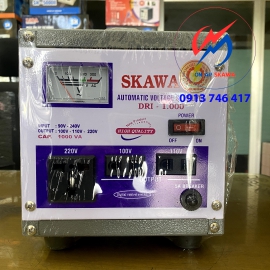 SKAWA
0913 746 417
AUTOMATIC VOLTAGE
DRI - 1.000
POWER
INPUT : 90V - 240V
OUTPUT : 100V - 110V - 220V
CAP. 1000 VA
HIGH QUALITY
OFF ON
220V 100V 110V
OUTPUT
BREAKER